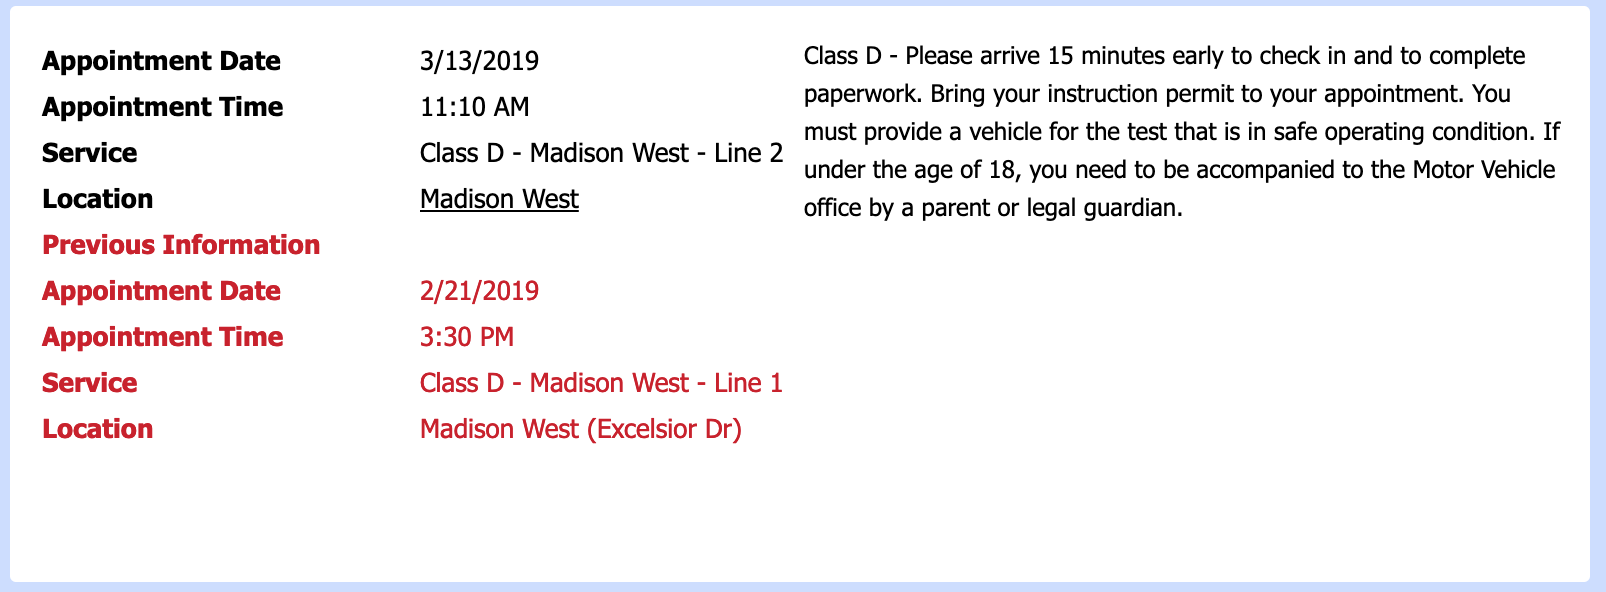 Appointment Date 3/13/2019
Appointment Time 11:10 AM
Service Class D - Madison West - Line 2
Location Madison West
Previous Information
Appointment Date 2/21/2019
Appointment Time 3:30 PM
Service Class D - Madison West - Line 1
Location Madison West (Excelsior Dr)
Class D - Please arrive 15 minutes early to check in and to complete
paperwork. Bring your instruction permit to your appointment. You
must provide a vehicle for the test that is in safe operating condition. If
under the age of 18, you need to be accompanied to the Motor Vehicle
office by a parent or legal guardian.